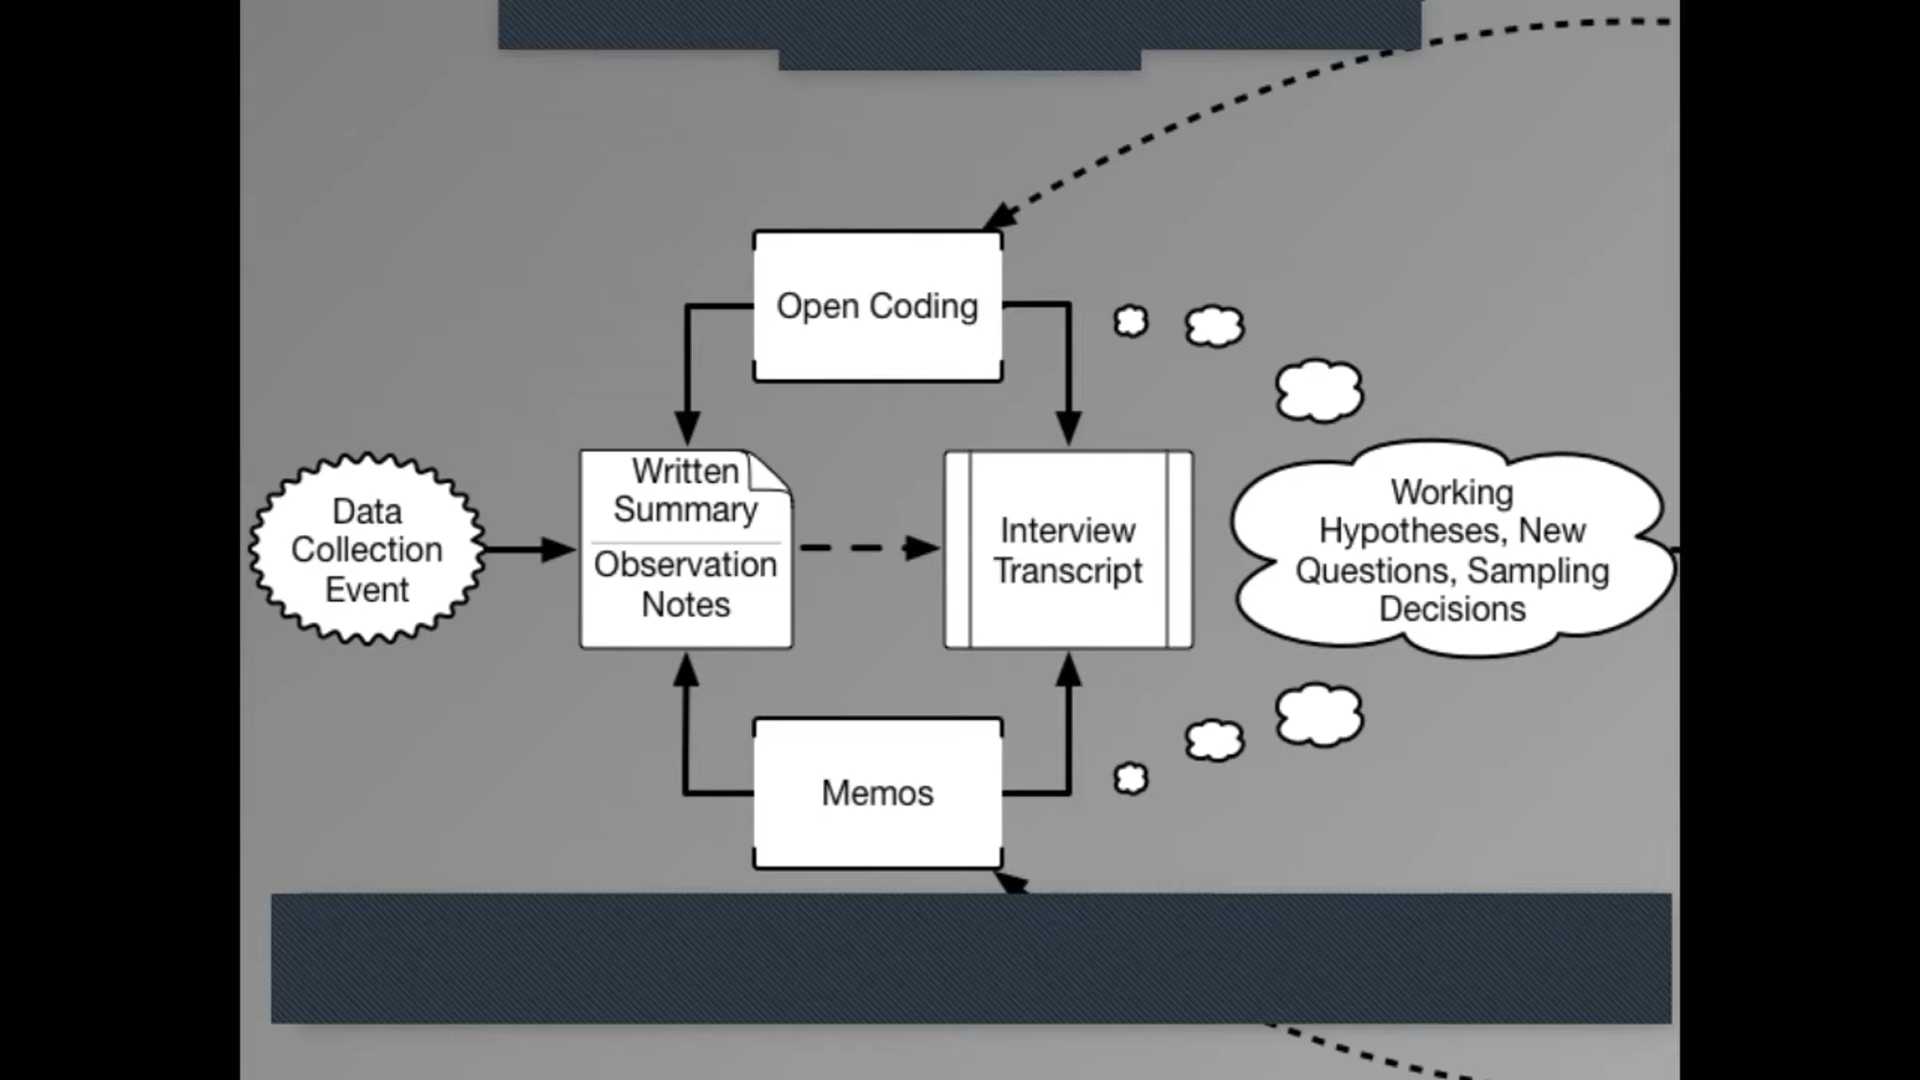 Open Coding
Data
Collection
Event
Written
Summary
Observation
Notes
Interview
Transcript
Working
Hypotheses, New
Questions, Sampling
Decisions
Memos